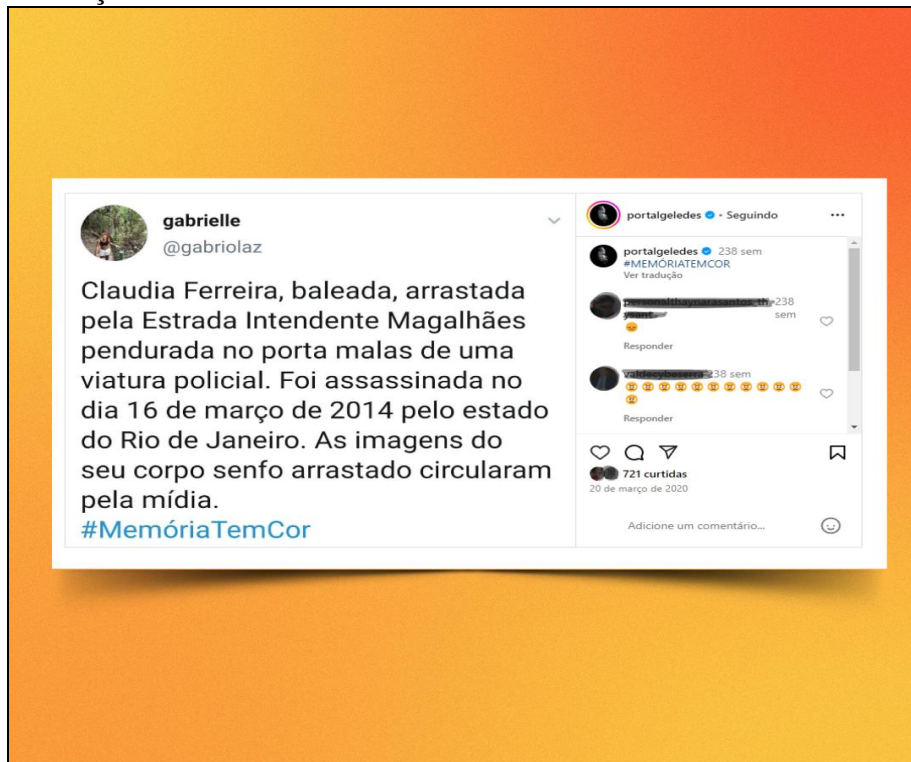 gabrielle
@gabriolaz
Claudia Ferreira, baleada, arrastada
pela Estrada Intendente Magalhães
pendurada no porta malas de uma
viatura policial. Foi assassinada no
dia 16 de março de 2014 pelo estado
do Rio de Janeiro. As imagens do
seu corpo senfo arrastado circularam
pela mídia.
#MemóriaTemCor
portalgeledes • Seguindo
portalgeledes 238 sem
#MEMÓRIATEMCOR
Ver tradução
238
sem
Responder
238 sem
Responder
721 curtidas
20 de março de 2020
Adicione um comentário...